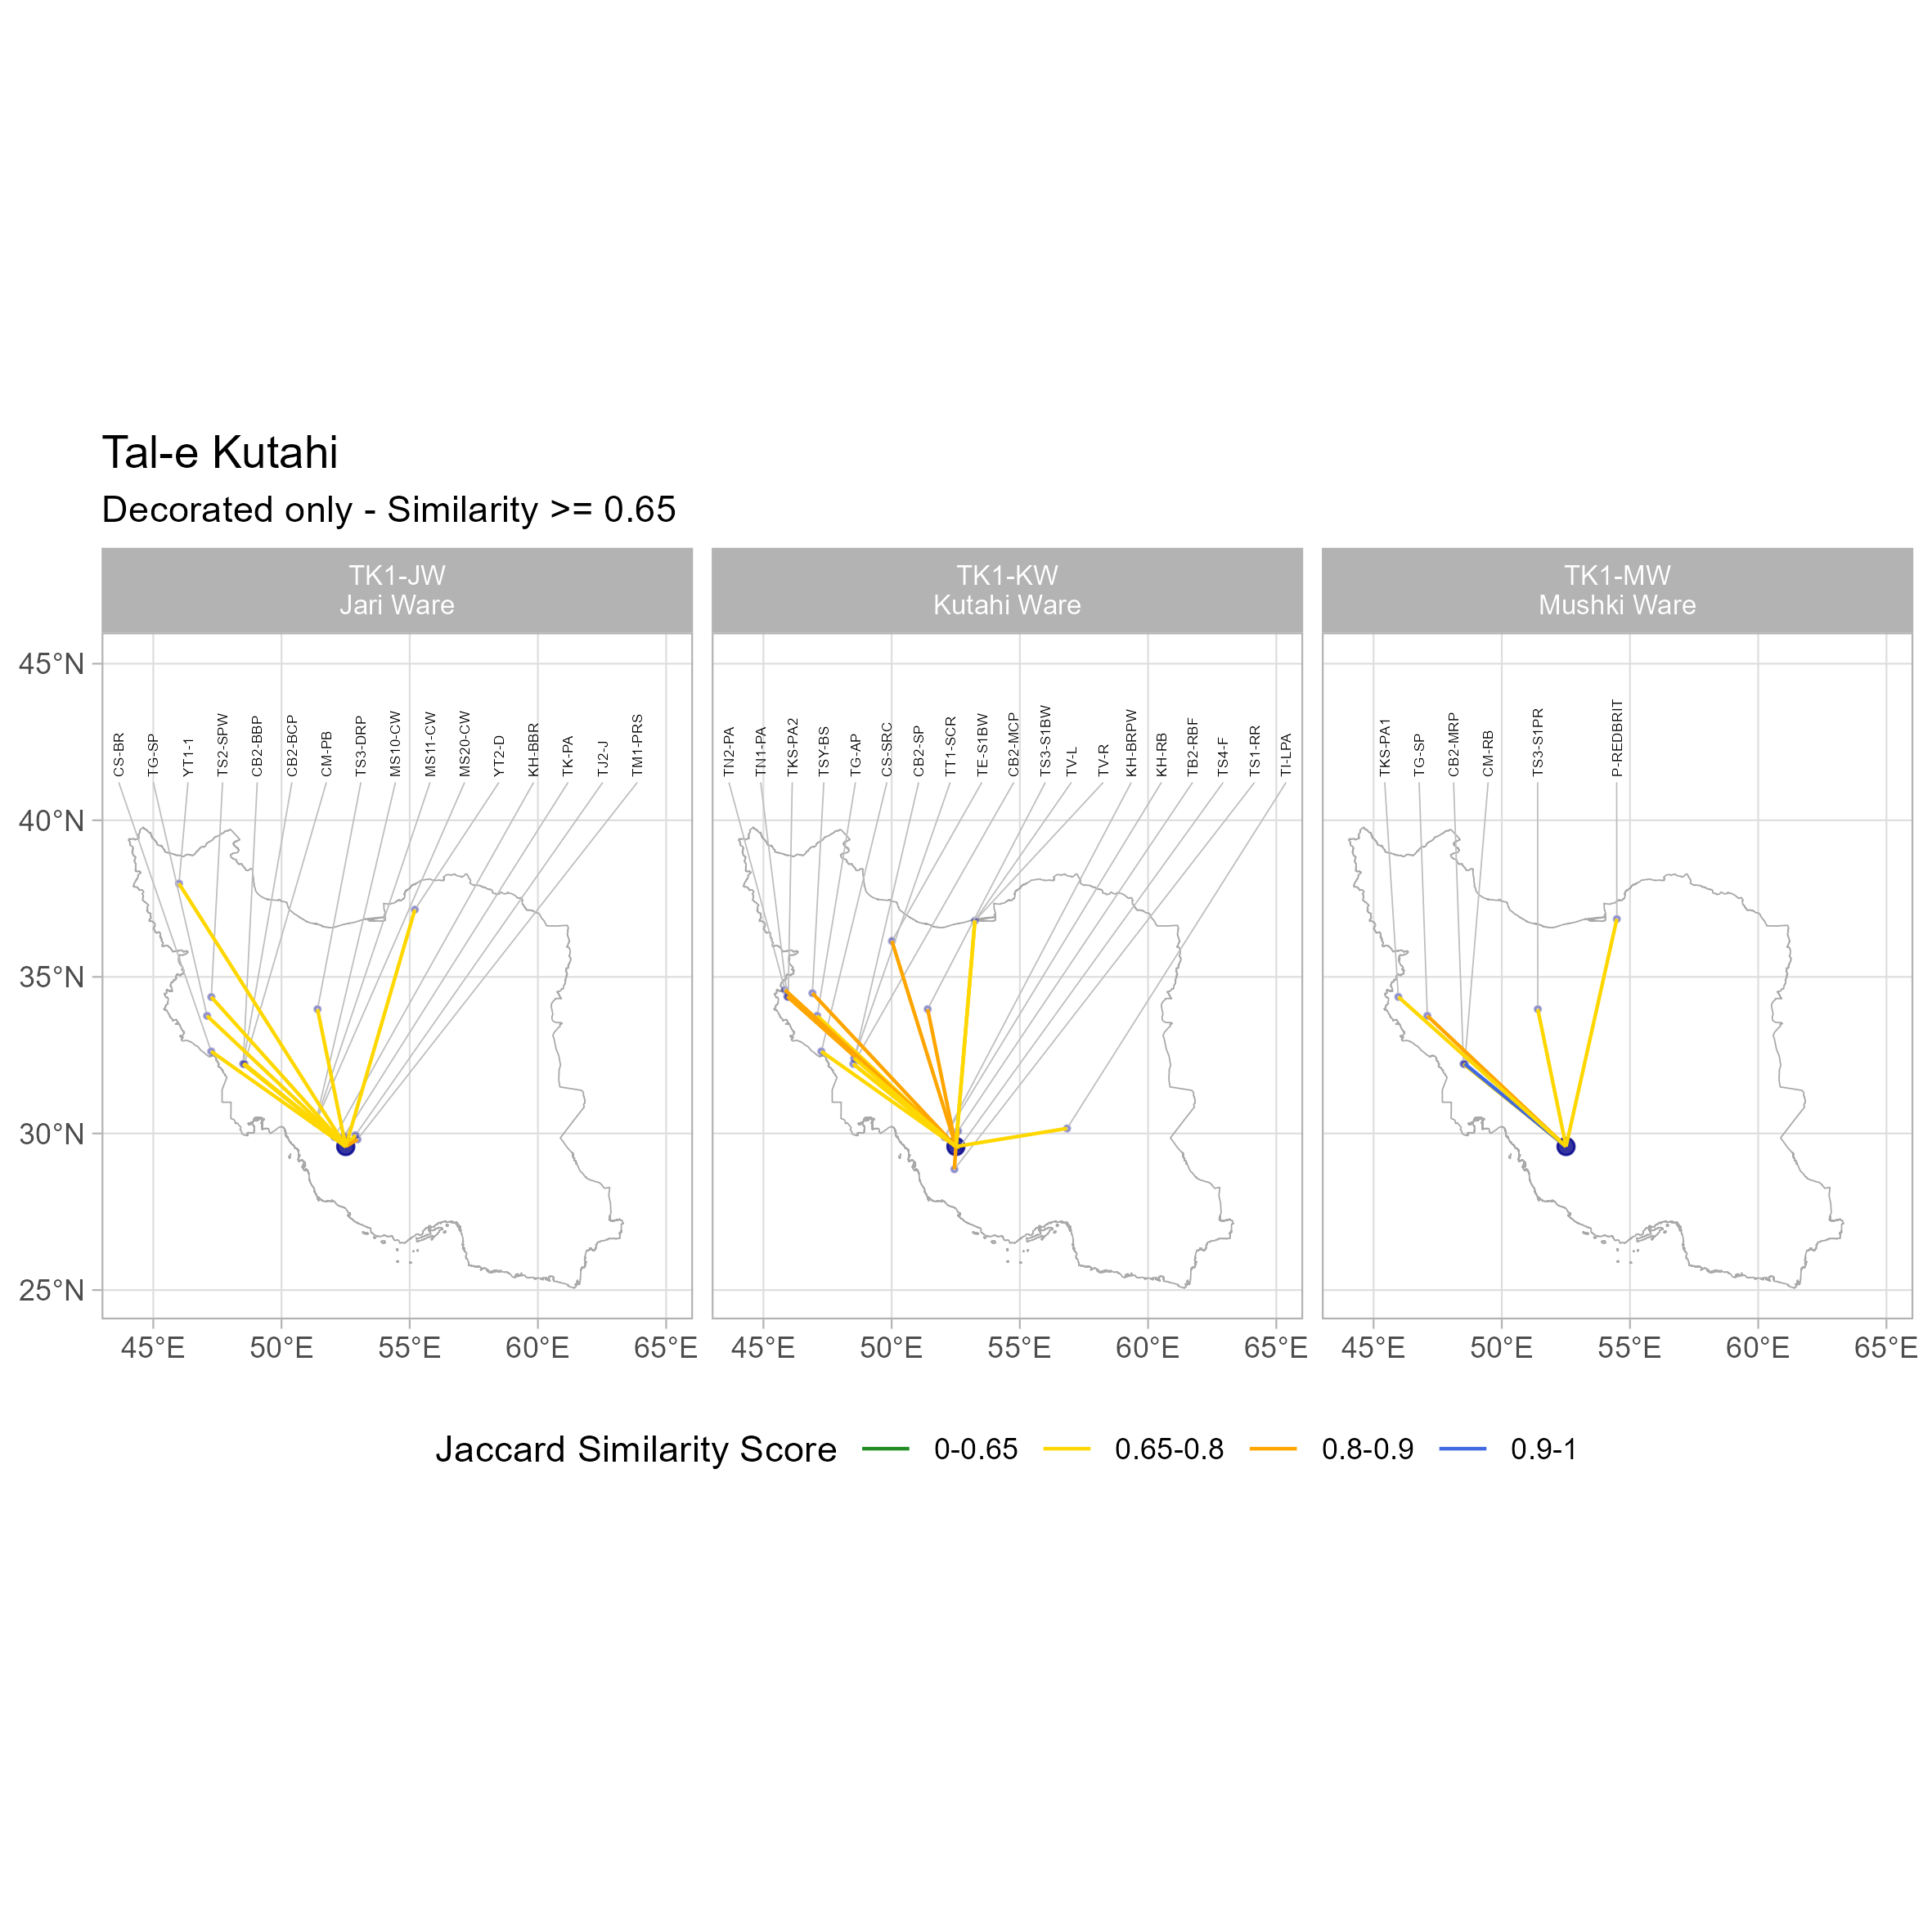 Tal-e Kutahi
Decorated only - Similarity >= 0.65
TK1-JW
Jari Ware
TK1-KW
Kutahi Ware
TK1-MW
Mushki Ware
45°N
40°N
35°N
30°N
25°N
CS-BR
TG-SP
YT1-1
TS2-SPW
CB2-BBP
CB2-BCP
CM-PB
TS3-DRP
MS10-CW
MS11-CW
MS20-CW
YT2-D
KH-BBR
TK-PA
TJ2-J
TM1-PRS
TN2-PA
TN1-PA
TKS-PA2
TSY-BS
TG-AP
CS-SRC
CB2-SP
TT1-SCR
TE-S1BW
CB2-MCP
TS3-S1BW
TV-L
TV-R
KH-BRPW
KH-RB
TB2-RBF
TS4-F
TS1-RR
TI-LPA
TKS-PA1
TG-SP
CB2-MRP
CM-RB
TS3-S1PR
P-REDBRIT
45°E 50°E 55°E 60°E 65°E
45°E 50°E 55°E 60°E 65°E
45°E 50°E 55°E 60°E 65°E
Jaccard Similarity Score 0-0.65 0.65-0.8 0.8-0.9 0.9-1